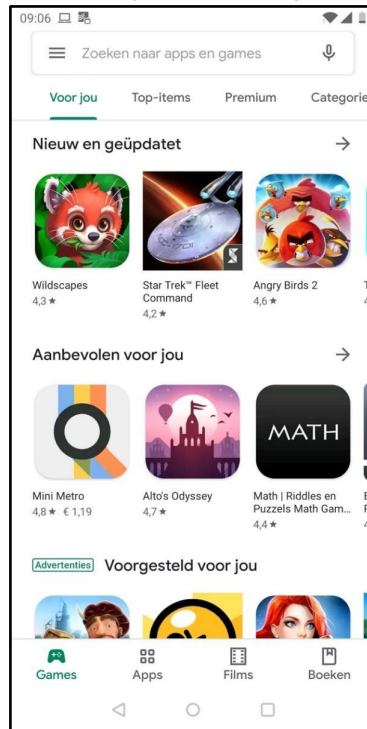 09:06
Zoeken naar apps en games
Voor jou Top-items Premium Categorie
Nieuw en geüpdatet
Wildscapes Star Trek™ Fleet Angry Birds 2
Command
4,3 ★ 4,2 ★ 4,6 ★
Aanbevolen voor jou
MATH
Mini Metro Alto's Odyssey Math | Riddles en
Puzzels Math Gam...
4,8 ★ € 1,19 4,7 ★ 4,4 ★
Advertenties Voorgesteld voor jou
Games Apps Films Boeken